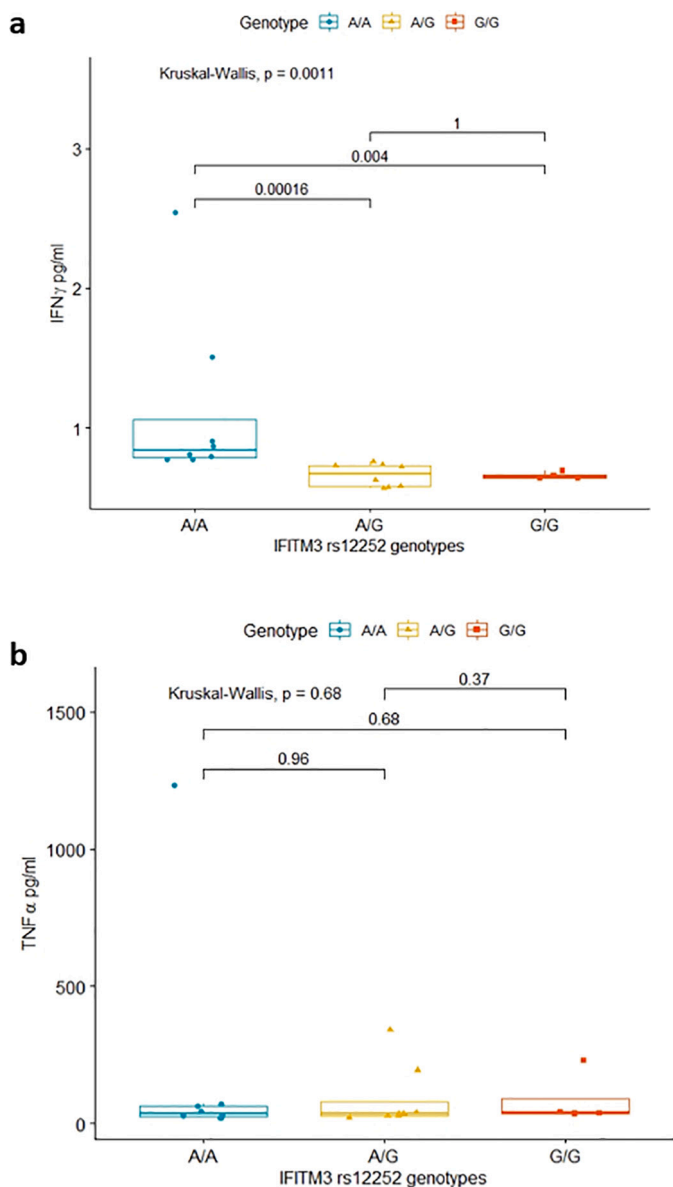 a
Genotype A/A A/G G/G
Kruskal-Wallis, p = 0.0011
1
0.004
0.00016
3
2
1
IFNγ pg/ml
A/A A/G G/G
IFITM3 rs12252 genotypes
b
Genotype A/A A/G G/G
Kruskal-Wallis, p = 0.68
0.37
0.68
0.96
1500
1000
500
0
TNF α pg/ml
A/A A/G G/G
IFITM3 rs12252 genotypes